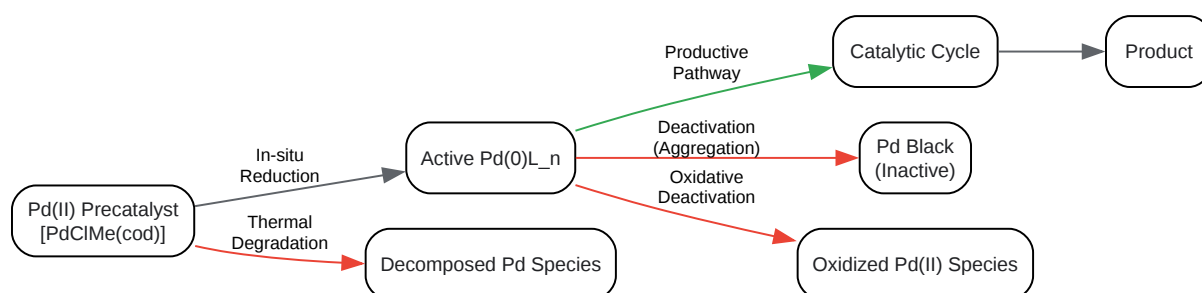 Catalytic Cycle
Product
Productive
Pathway
Deactivation
(Aggregation)
Pd Black
(Inactive)
Active Pd(0)L_n
In-situ
Reduction
Oxidative
Deactivation
Pd(II) Precatalyst
[PdClMe(cod)]
Thermal
Degradation
Decomposed Pd Species
Oxidized Pd(II) Species